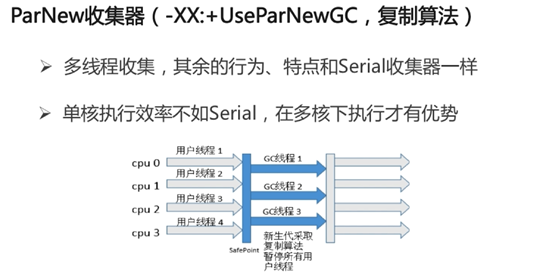 ParNew收集器（-XX:+UseParNewGC，复制算法）
多线程收集，其余的行为、特点和Serial收集器一样
单核执行效率不如Serial，在多核下执行才有优势
用户线程 1
GC线程 1
cpu 0
用户线程 2
cpu 1
GC线程 2
用户线程 3
cpu 2
GC线程 3
用户线程 4
cpu 3
SafePoint
新生代采取
复制算法
暂停所有用
户线程